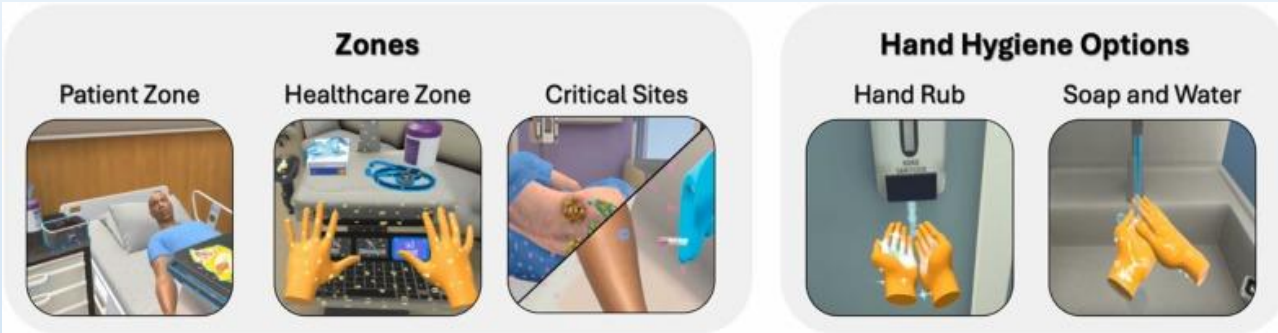 Zones
Hand Hygiene Options
Patient Zone
Healthcare Zone
Critical Sites
Hand Rub
Soap and Water